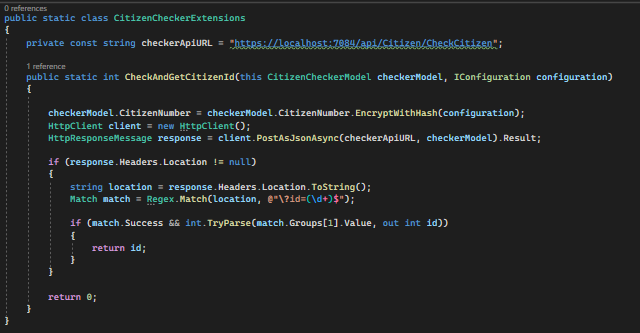 0 references
public static class CitizenCheckerExtensions
{
    private const string checkerApiURL = "https://localhost:7084/api/Citizen/CheckCitizen";
    1 reference
    public static int CheckAndGetCitizenId(this CitizenCheckerModel checkerModel, IConfiguration configuration)
    {
        checkerModel.CitizenNumber = checkerModel.CitizenNumber.EncryptWithHash(configuration);
        HttpClient client = new HttpClient();
        HttpResponseMessage response = client.PostAsJsonAsync(checkerApiURL, checkerModel).Result;
        if (response.Headers.Location != null)
        {
            string location = response.Headers.Location.ToString();
            Match match = Regex.Match(location, @"\?id=(\d+)$");
            if (match.Success && int.TryParse(match.Groups[1].Value, out int id))
            {
                return id;
            }
        }
        return 0;
    }
}